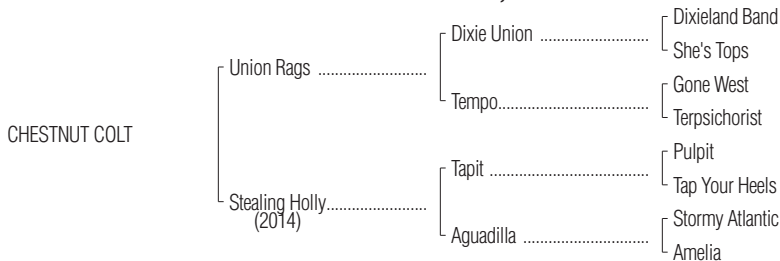 Dixieland Band
Dixie Union ..................................
She's Tops
Union Rags ..................................
Gone West
Tempo...............................................
Terpsichorist
CHESTNUT COLT
Pulpit
Tapit ..................................................
Tap Your Heels
Stealing Holly...............................
(2014)
Stormy Atlantic
Aguadilla .......................................
Amelia